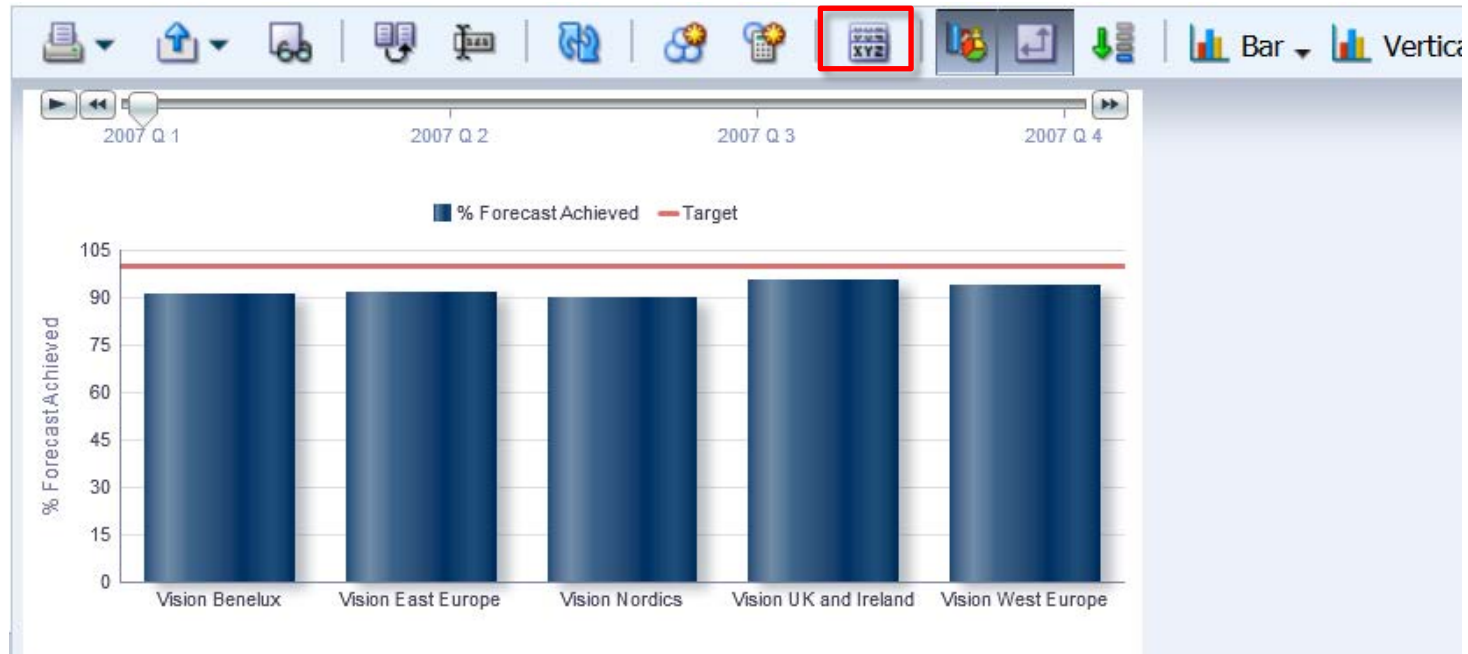 XYZ Bar Vertica
2007 Q 1 2007 Q 2 2007 Q 3 2007 Q 4
% Forecast Achieved Target
105
90
75
60
45
30
15
0
% Forecast Achieved
Vision Benelux Vision East Europe Vision Nordics Vision UK and Ireland Vision West Europe